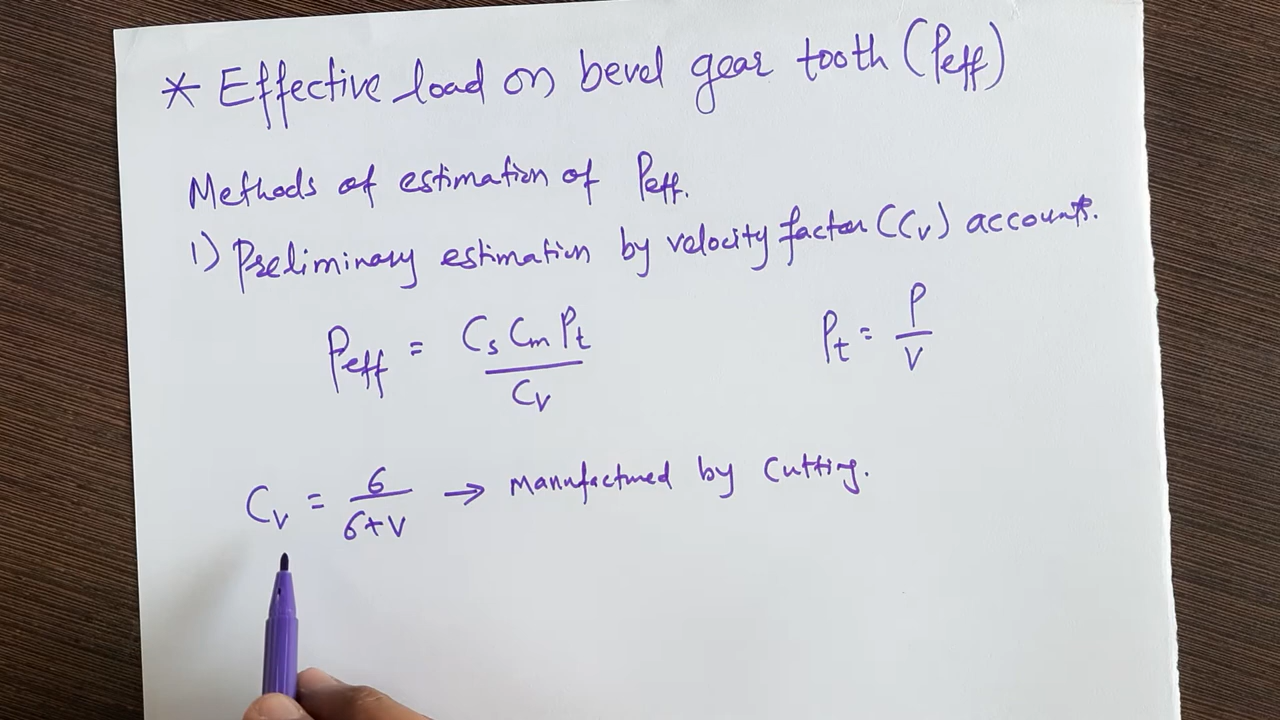 * Effective load on bevel gear tooth (Peff)
Methods of estimation of Peff.
1) Preliminary estimation by velocity factor (Cv) accounts.
Peff = Cs Cm Pt / Cv
Pt = P / v
Cv = 6 / 6+v → Manufactured by cutting.